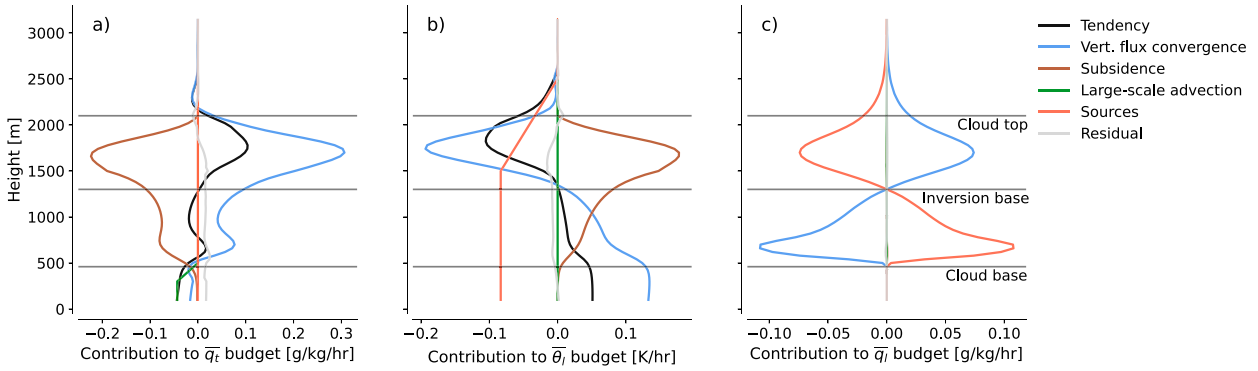 a)
b)
c)
3000
2500
2000
1500
1000
500
0
Height [m]
−0.2 −0.1 0.0 0.1 0.2 0.3
Contribution to q̅t budget [g/kg/hr]
−0.2 −0.1 0.0 0.1
Contribution to θ̅l budget [K/hr]
Cloud top
Inversion base
Cloud base
−0.10 −0.05 0.00 0.05 0.10
Contribution to q̅l budget [g/kg/hr]
Tendency
Vert. flux convergence
Subsidence
Large-scale advection
Sources
Residual